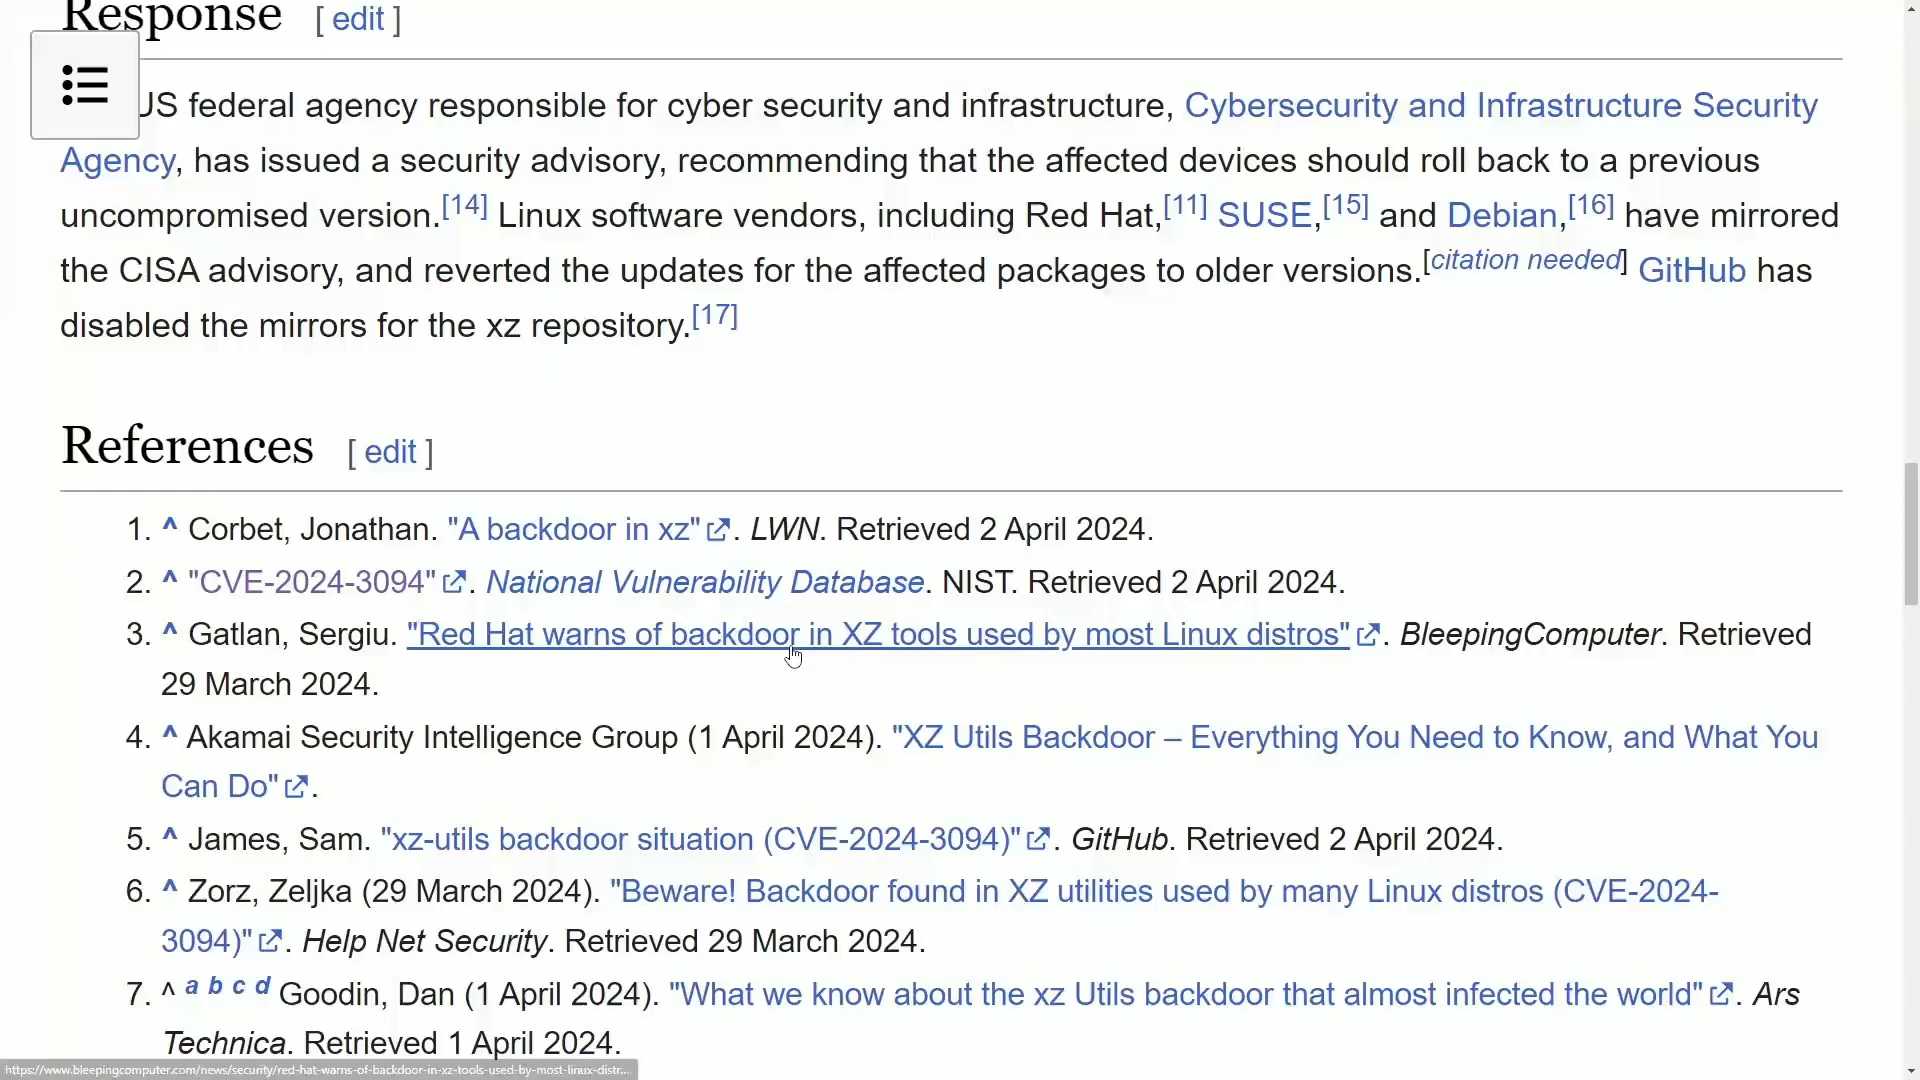 Response [ edit ]
US federal agency responsible for cyber security and infrastructure, Cybersecurity and Infrastructure Security
Agency, has issued a security advisory, recommending that the affected devices should roll back to a previous
uncompromised version.[14] Linux software vendors, including Red Hat,[11] SUSE,[15] and Debian,[16] have mirrored
the CISA advisory, and reverted the updates for the affected packages to older versions.[citation needed] GitHub has
disabled the mirrors for the xz repository.[17]
References [ edit ]
1. ^ Corbet, Jonathan. "A backdoor in xz". LWN. Retrieved 2 April 2024.
2. ^ "CVE-2024-3094". National Vulnerability Database. NIST. Retrieved 2 April 2024.
3. ^ Gatlan, Sergiu. "Red Hat warns of backdoor in XZ tools used by most Linux distros". BleepingComputer. Retrieved
29 March 2024.
4. ^ Akamai Security Intelligence Group (1 April 2024). "XZ Utils Backdoor – Everything You Need to Know, and What You
Can Do".
5. ^ James, Sam. "xz-utils backdoor situation (CVE-2024-3094)". GitHub. Retrieved 2 April 2024.
6. ^ Zorz, Zeljka (29 March 2024). "Beware! Backdoor found in XZ utilities used by many Linux distros (CVE-2024-
3094)". Help Net Security. Retrieved 29 March 2024.
7. ^ a b c d Goodin, Dan (1 April 2024). "What we know about the xz Utils backdoor that almost infected the world". Ars
Technica. Retrieved 1 April 2024.
https://www.bleepingcomputer.com/news/security/red-hat-warns-of-backdoor-in-xz-tools-used-by-most-linux-distr...